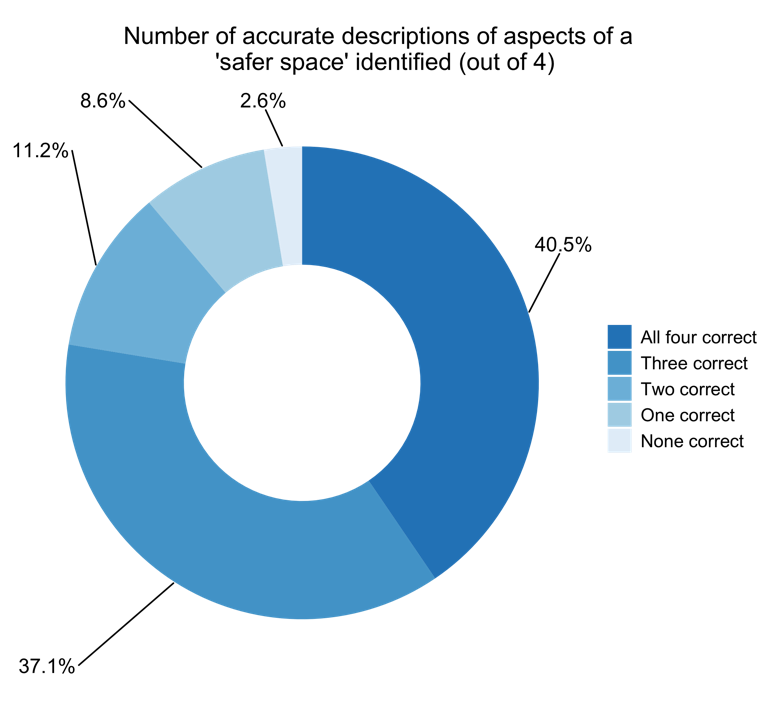 Number of accurate descriptions of aspects of a
'safer space' identified (out of 4)
8.6%
2.6%
11.2%
40.5%
All four correct
Three correct
Two correct
One correct
None correct
37.1%